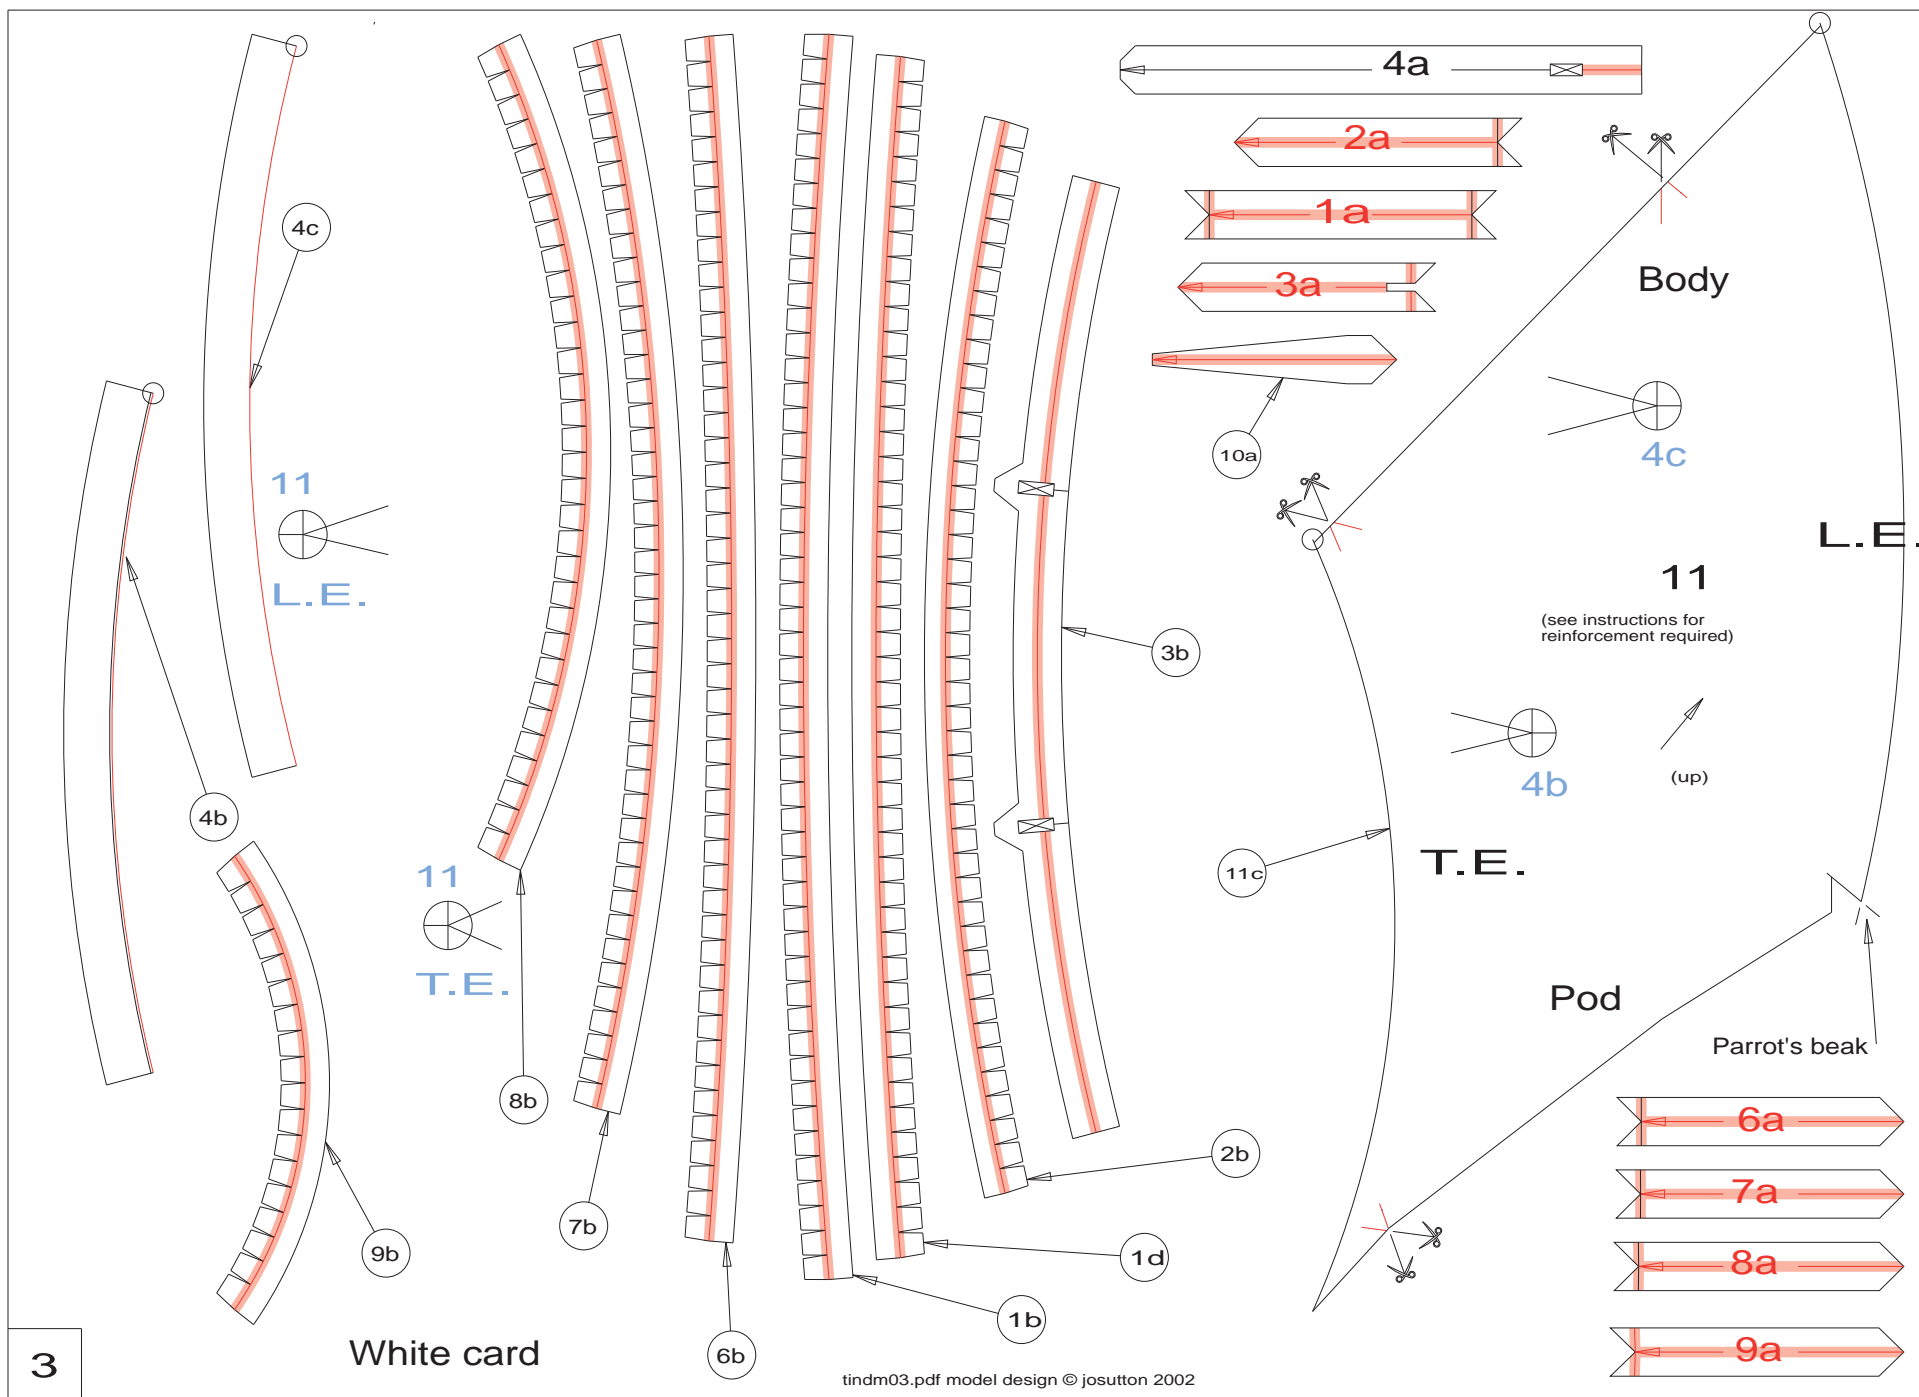 4a
2a
1a
3a
10a
Body
4c
4c
11
L.E.
L.E.
11
(see instructions for
reinforcement required)
3b
4b
(up)
4b
11
T.E.
11c
T.E.
Pod
Parrot's beak
8b
6a
7a
8a
9a
2b
7b
9b
1d
1b
6b
White card
3
tindm03.pdf model design © josutton 2002